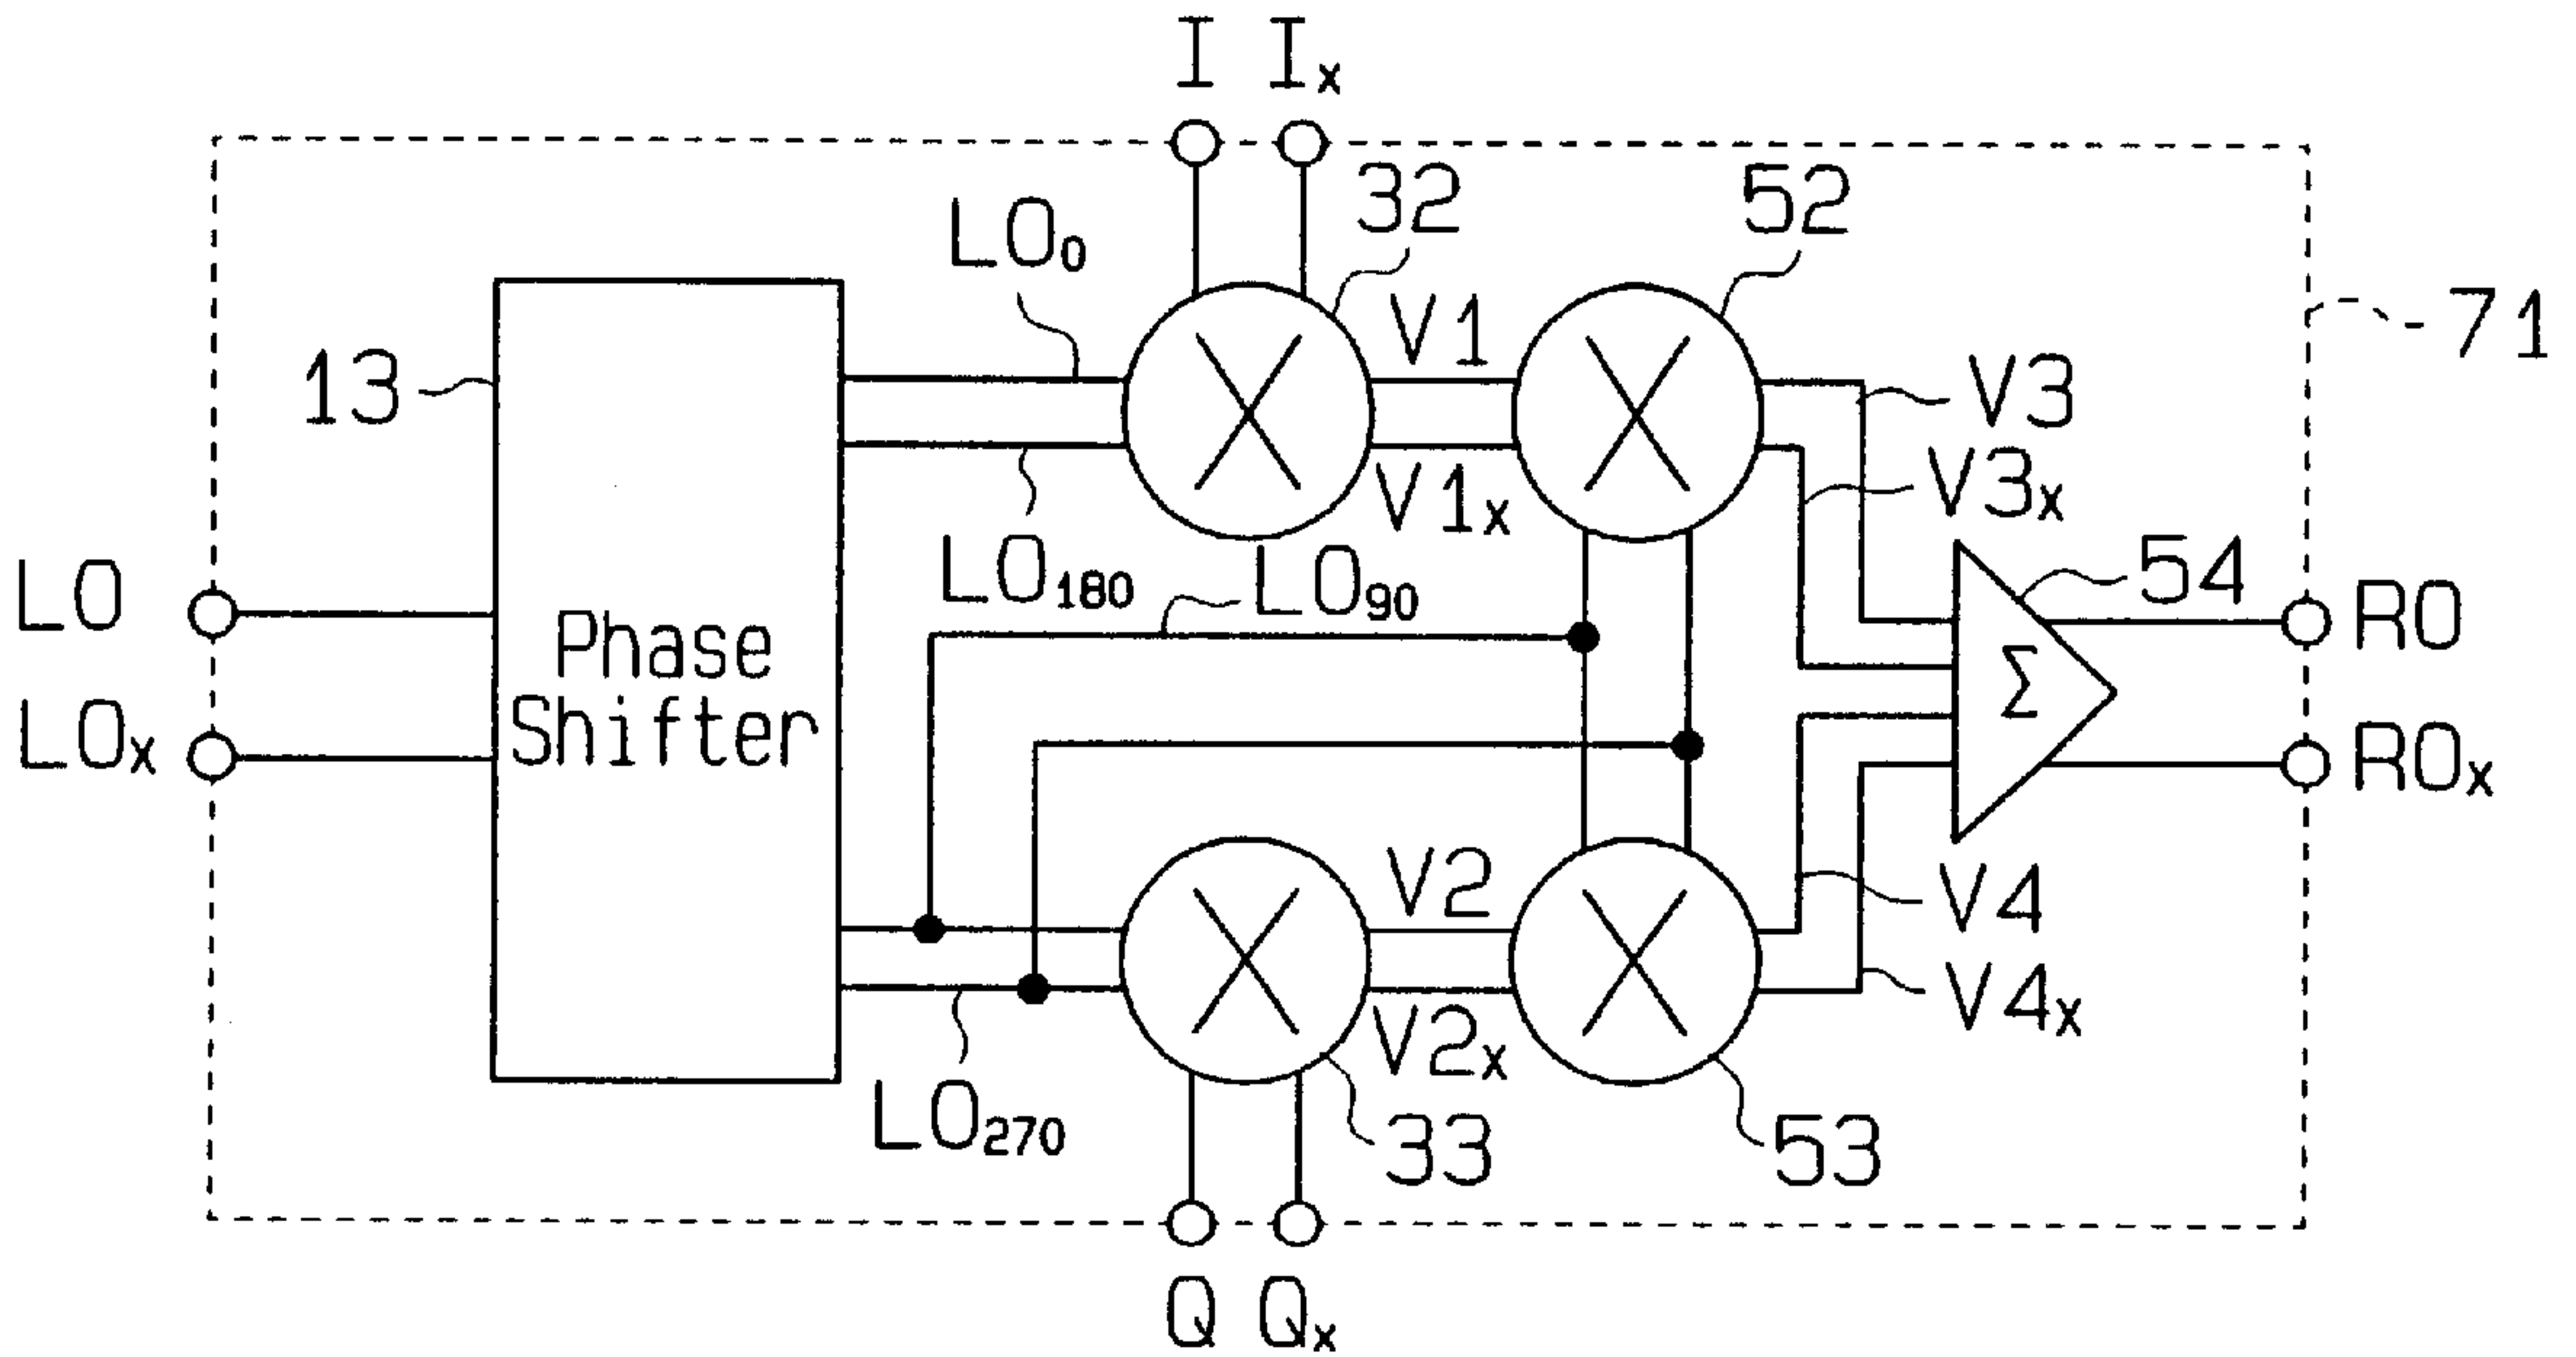 I Iₓ
32
52
LO₀
V1
71
13
V3
V1ₓ
V3ₓ
LO₁₈₀
LO₉₀
54
LO
RO
Phase
Shifter
Σ
LOₓ
ROₓ
V2
V4
V2ₓ
V4ₓ
LO₂₇₀
33
53
Q Qₓ